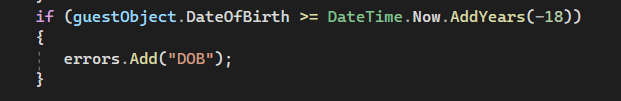 if (guestObject.DateOfBirth >= DateTime.Now.AddYears(-18))
{
errors.Add("DOB");
}